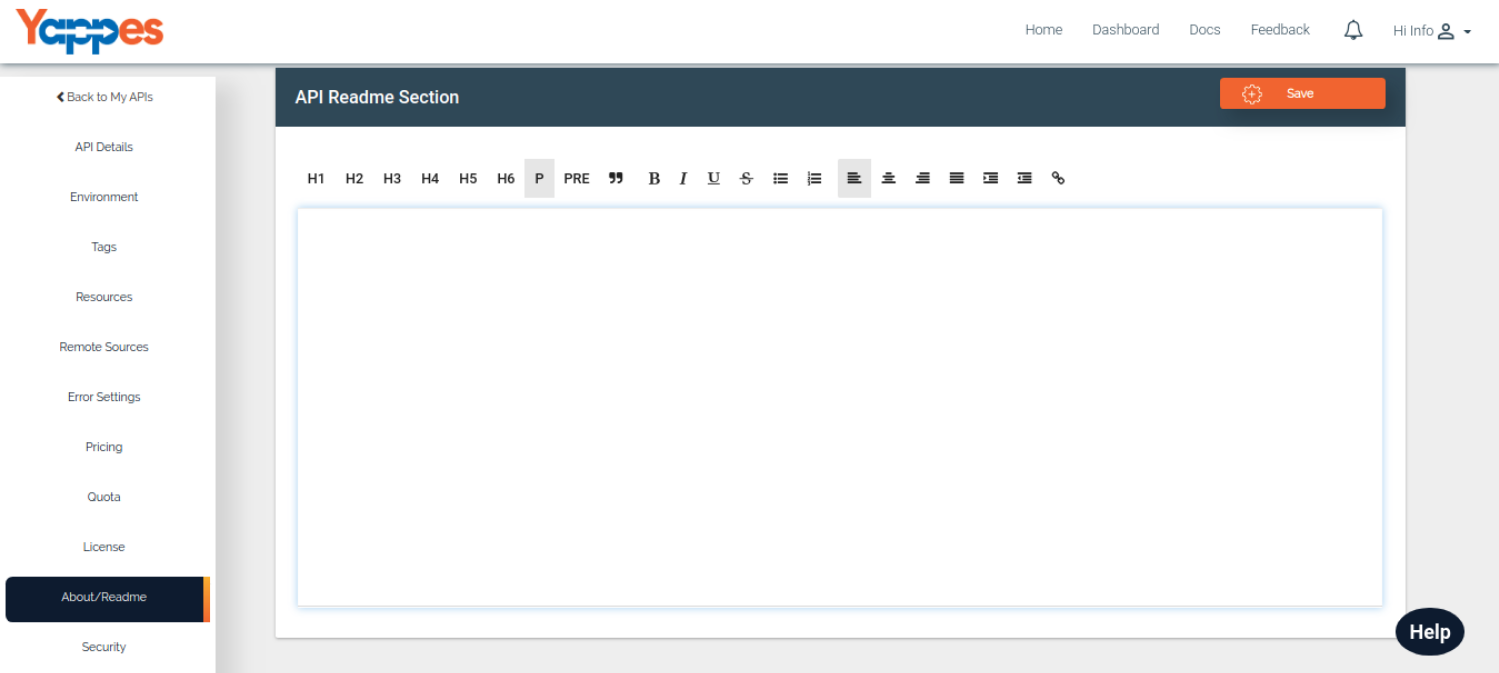 Yappes
Home Dashboard Docs Feedback Hi Info
Back to My APIs
API Details
Environment
Tags
Resources
Remote Sources
Error Settings
Pricing
Quota
License
About/Readme
Security
API Readme Section Save
H1 H2 H3 H4 H5 H6 P PRE B I U S
Help